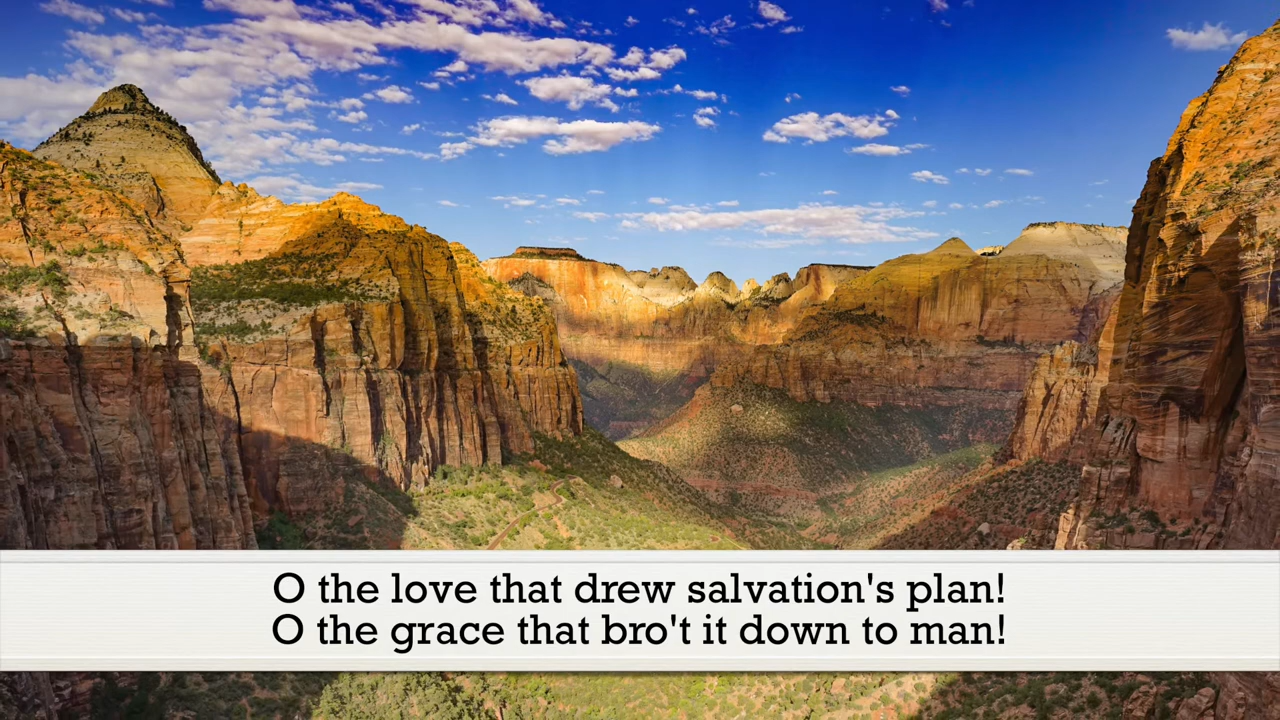 O the love that drew salvation's plan!
O the grace that bro't it down to man!